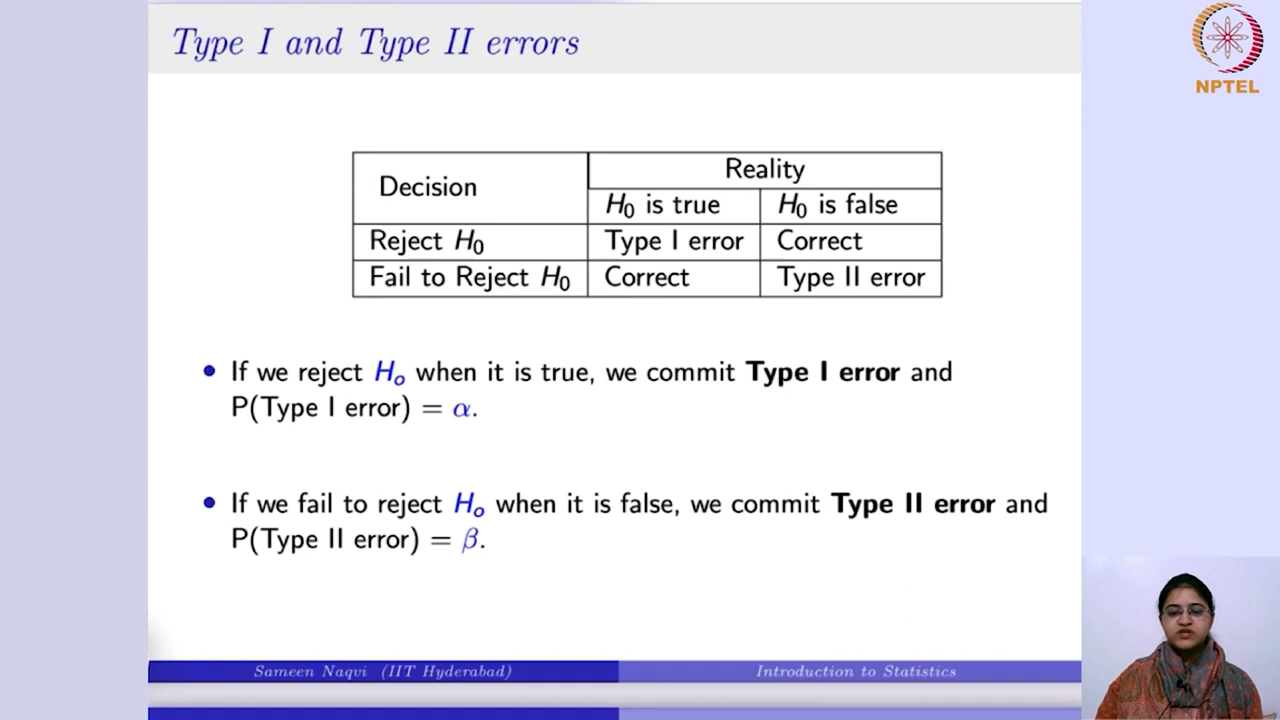 Type I and Type II errors
NPTEL
Reality
Decision
H₀ is true H₀ is false
Reject H₀ Type I error Correct
Fail to Reject H₀ Correct Type II error
• If we reject Hₒ when it is true, we commit Type I error and
P(Type I error) = α.
• If we fail to reject Hₒ when it is false, we commit Type II error and
P(Type II error) = β.
Sameen Naqvi (IIT Hyderabad) Introduction to Statistics